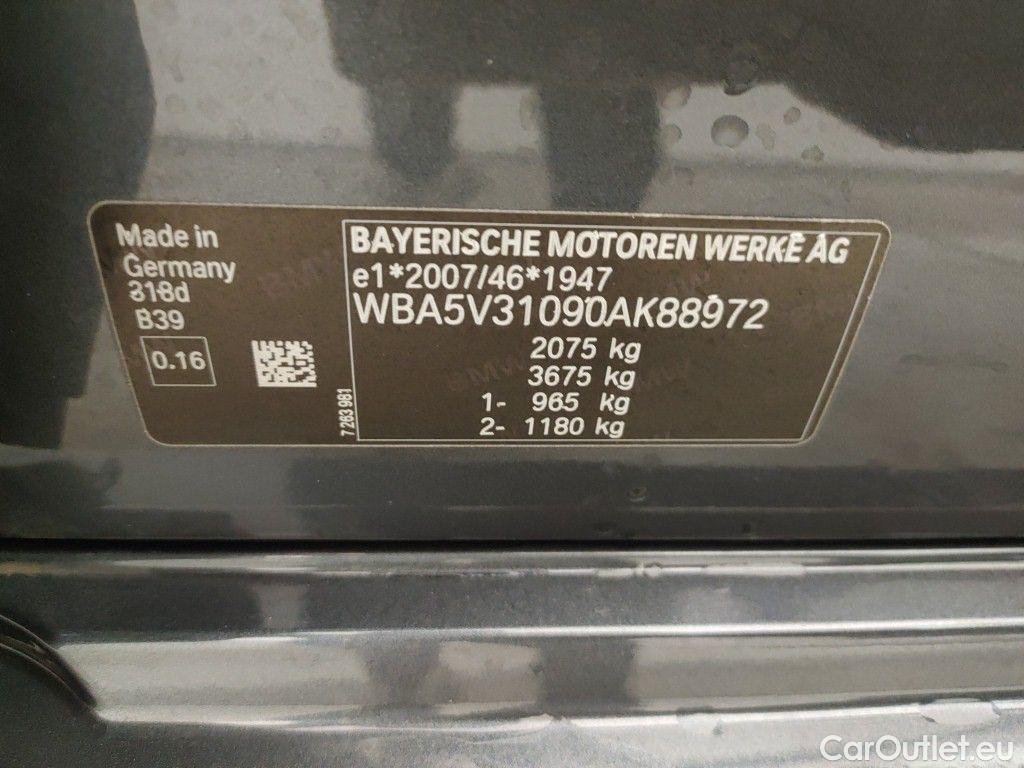 Made in
Germany
318d
B39
0.16
7 263 981
BAYERISCHE MOTOREN WERKE AG
e1*2007/46*1947
WBA5V31090AK88972
2075 kg
3675 kg
1- 965 kg
2- 1180 kg
CarOutlet.eu